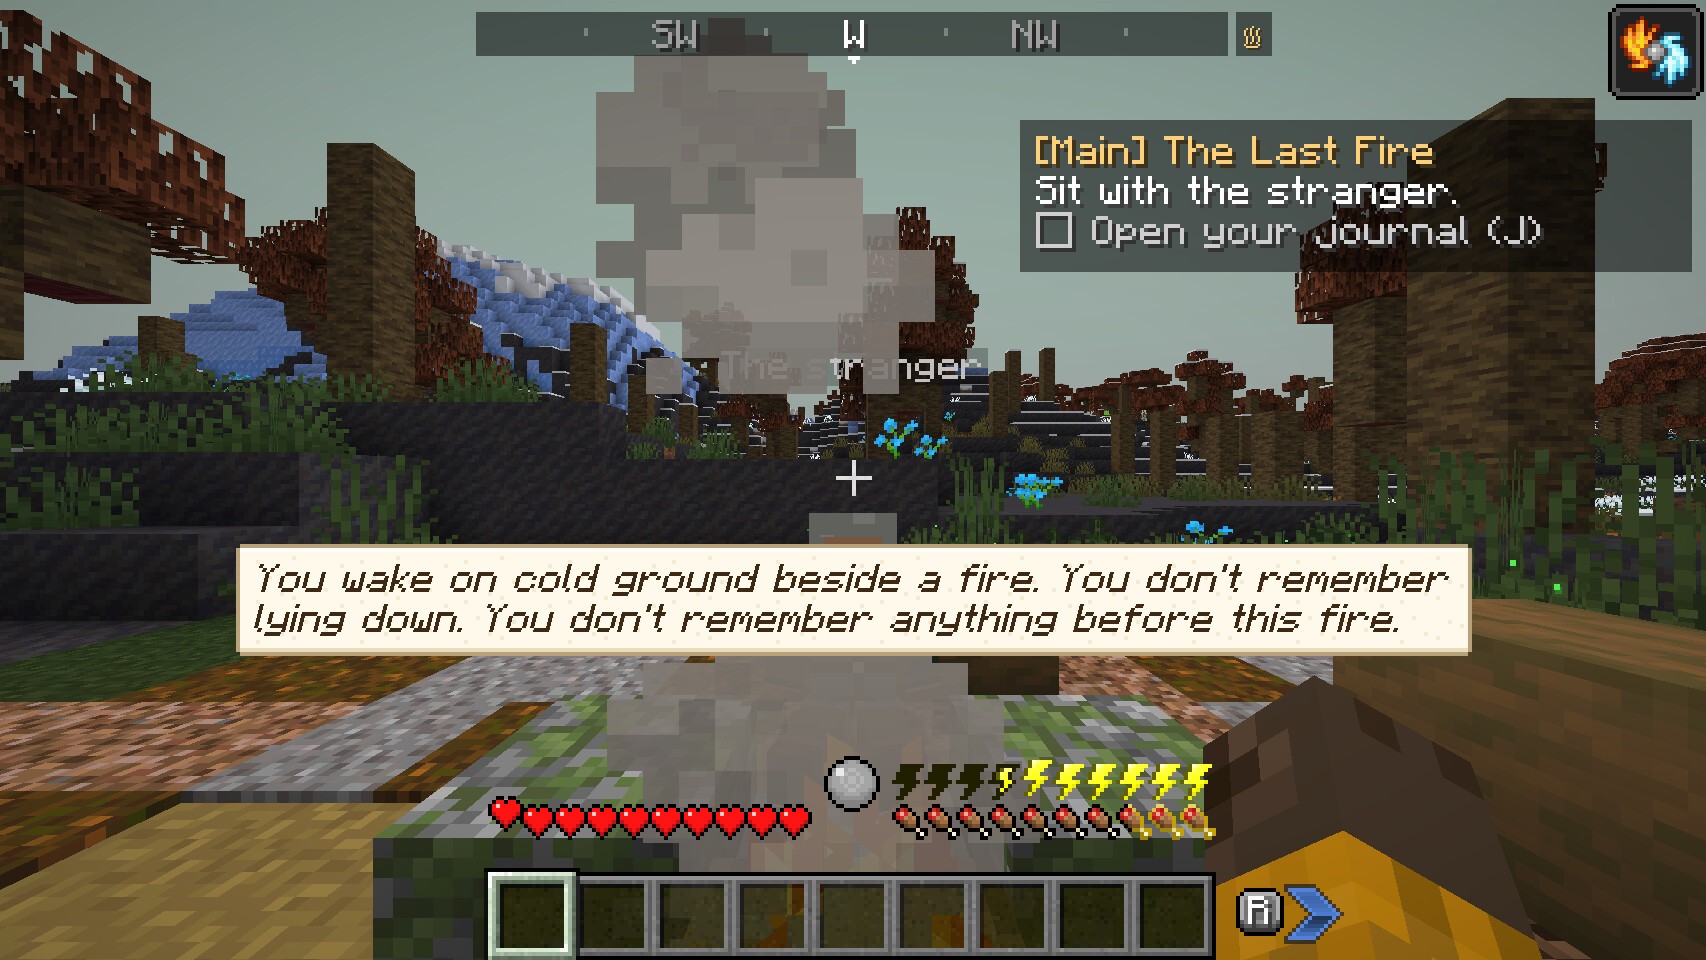 SW W NW
[Main] The Last Fire
Sit with the stranger.
Open your journal (J)
The stranger
You wake on cold ground beside a fire. You don't remember
lying down. You don't remember anything before this fire.
R